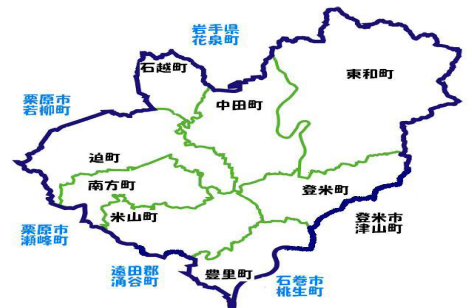 岩手県
花泉町
石越町
東和町
栗原市
若柳町
中田町
迫町
南方町
登米町
米山町
登米市
津山町
栗原市
瀬峰町
遠田郡
涌谷町
豊里町
石巻市
桃生町